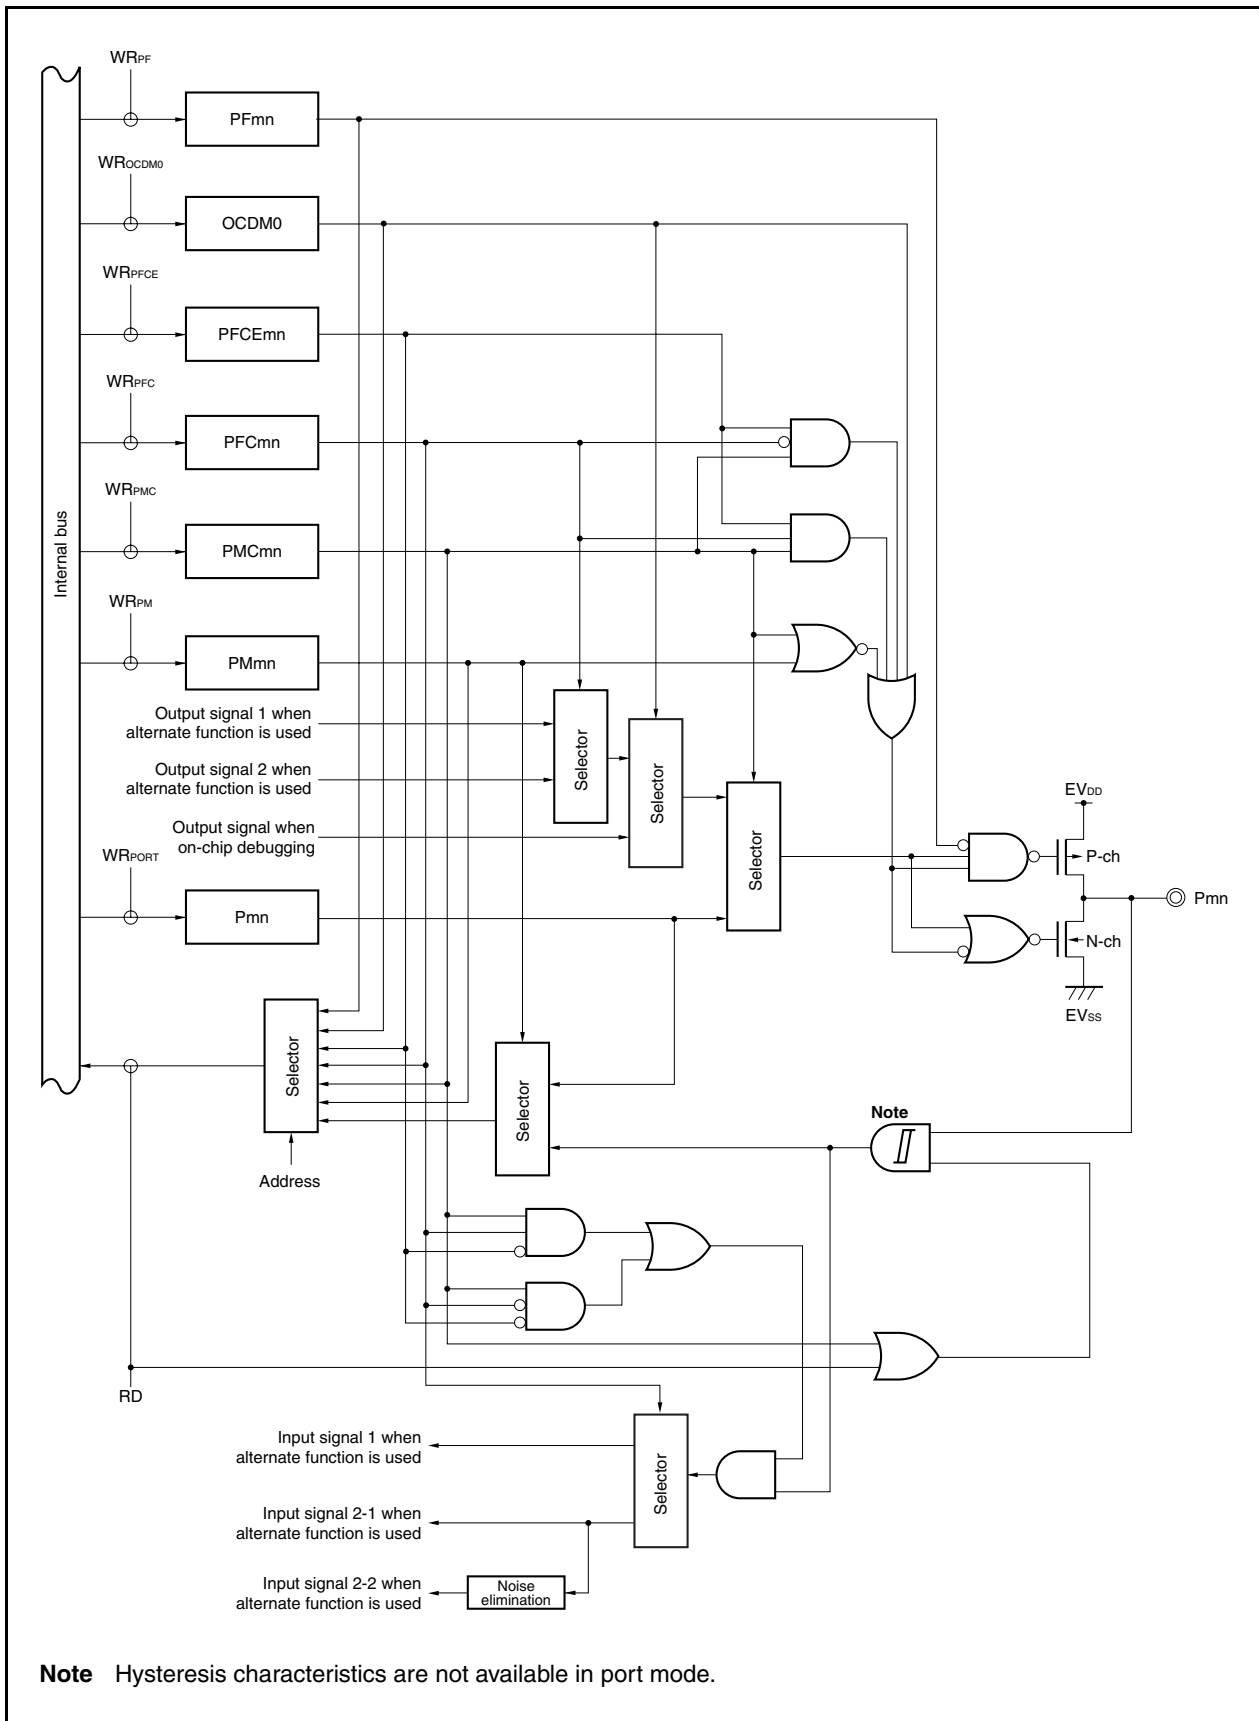 WRPF
PFmn
WROCDM0
OCDM0
WRPFCE
PFCEmn
WRPFC
PFCmn
WRPMC
PMCmn
Internal bus
WRPM
PMmn
Output signal 1 when
alternate function is used
Output signal 2 when
alternate function is used
Output signal when
on-chip debugging
Selector
Selector
Selector
WRPORT
Pmn
EVDD
P-ch
Pmn
N-ch
EVSS
Selector
Selector
Address
Note
RD
Input signal 1 when
alternate function is used
Selector
Input signal 2-1 when
alternate function is used
Input signal 2-2 when
alternate function is used
Noise
elimination
Note Hysteresis characteristics are not available in port mode.